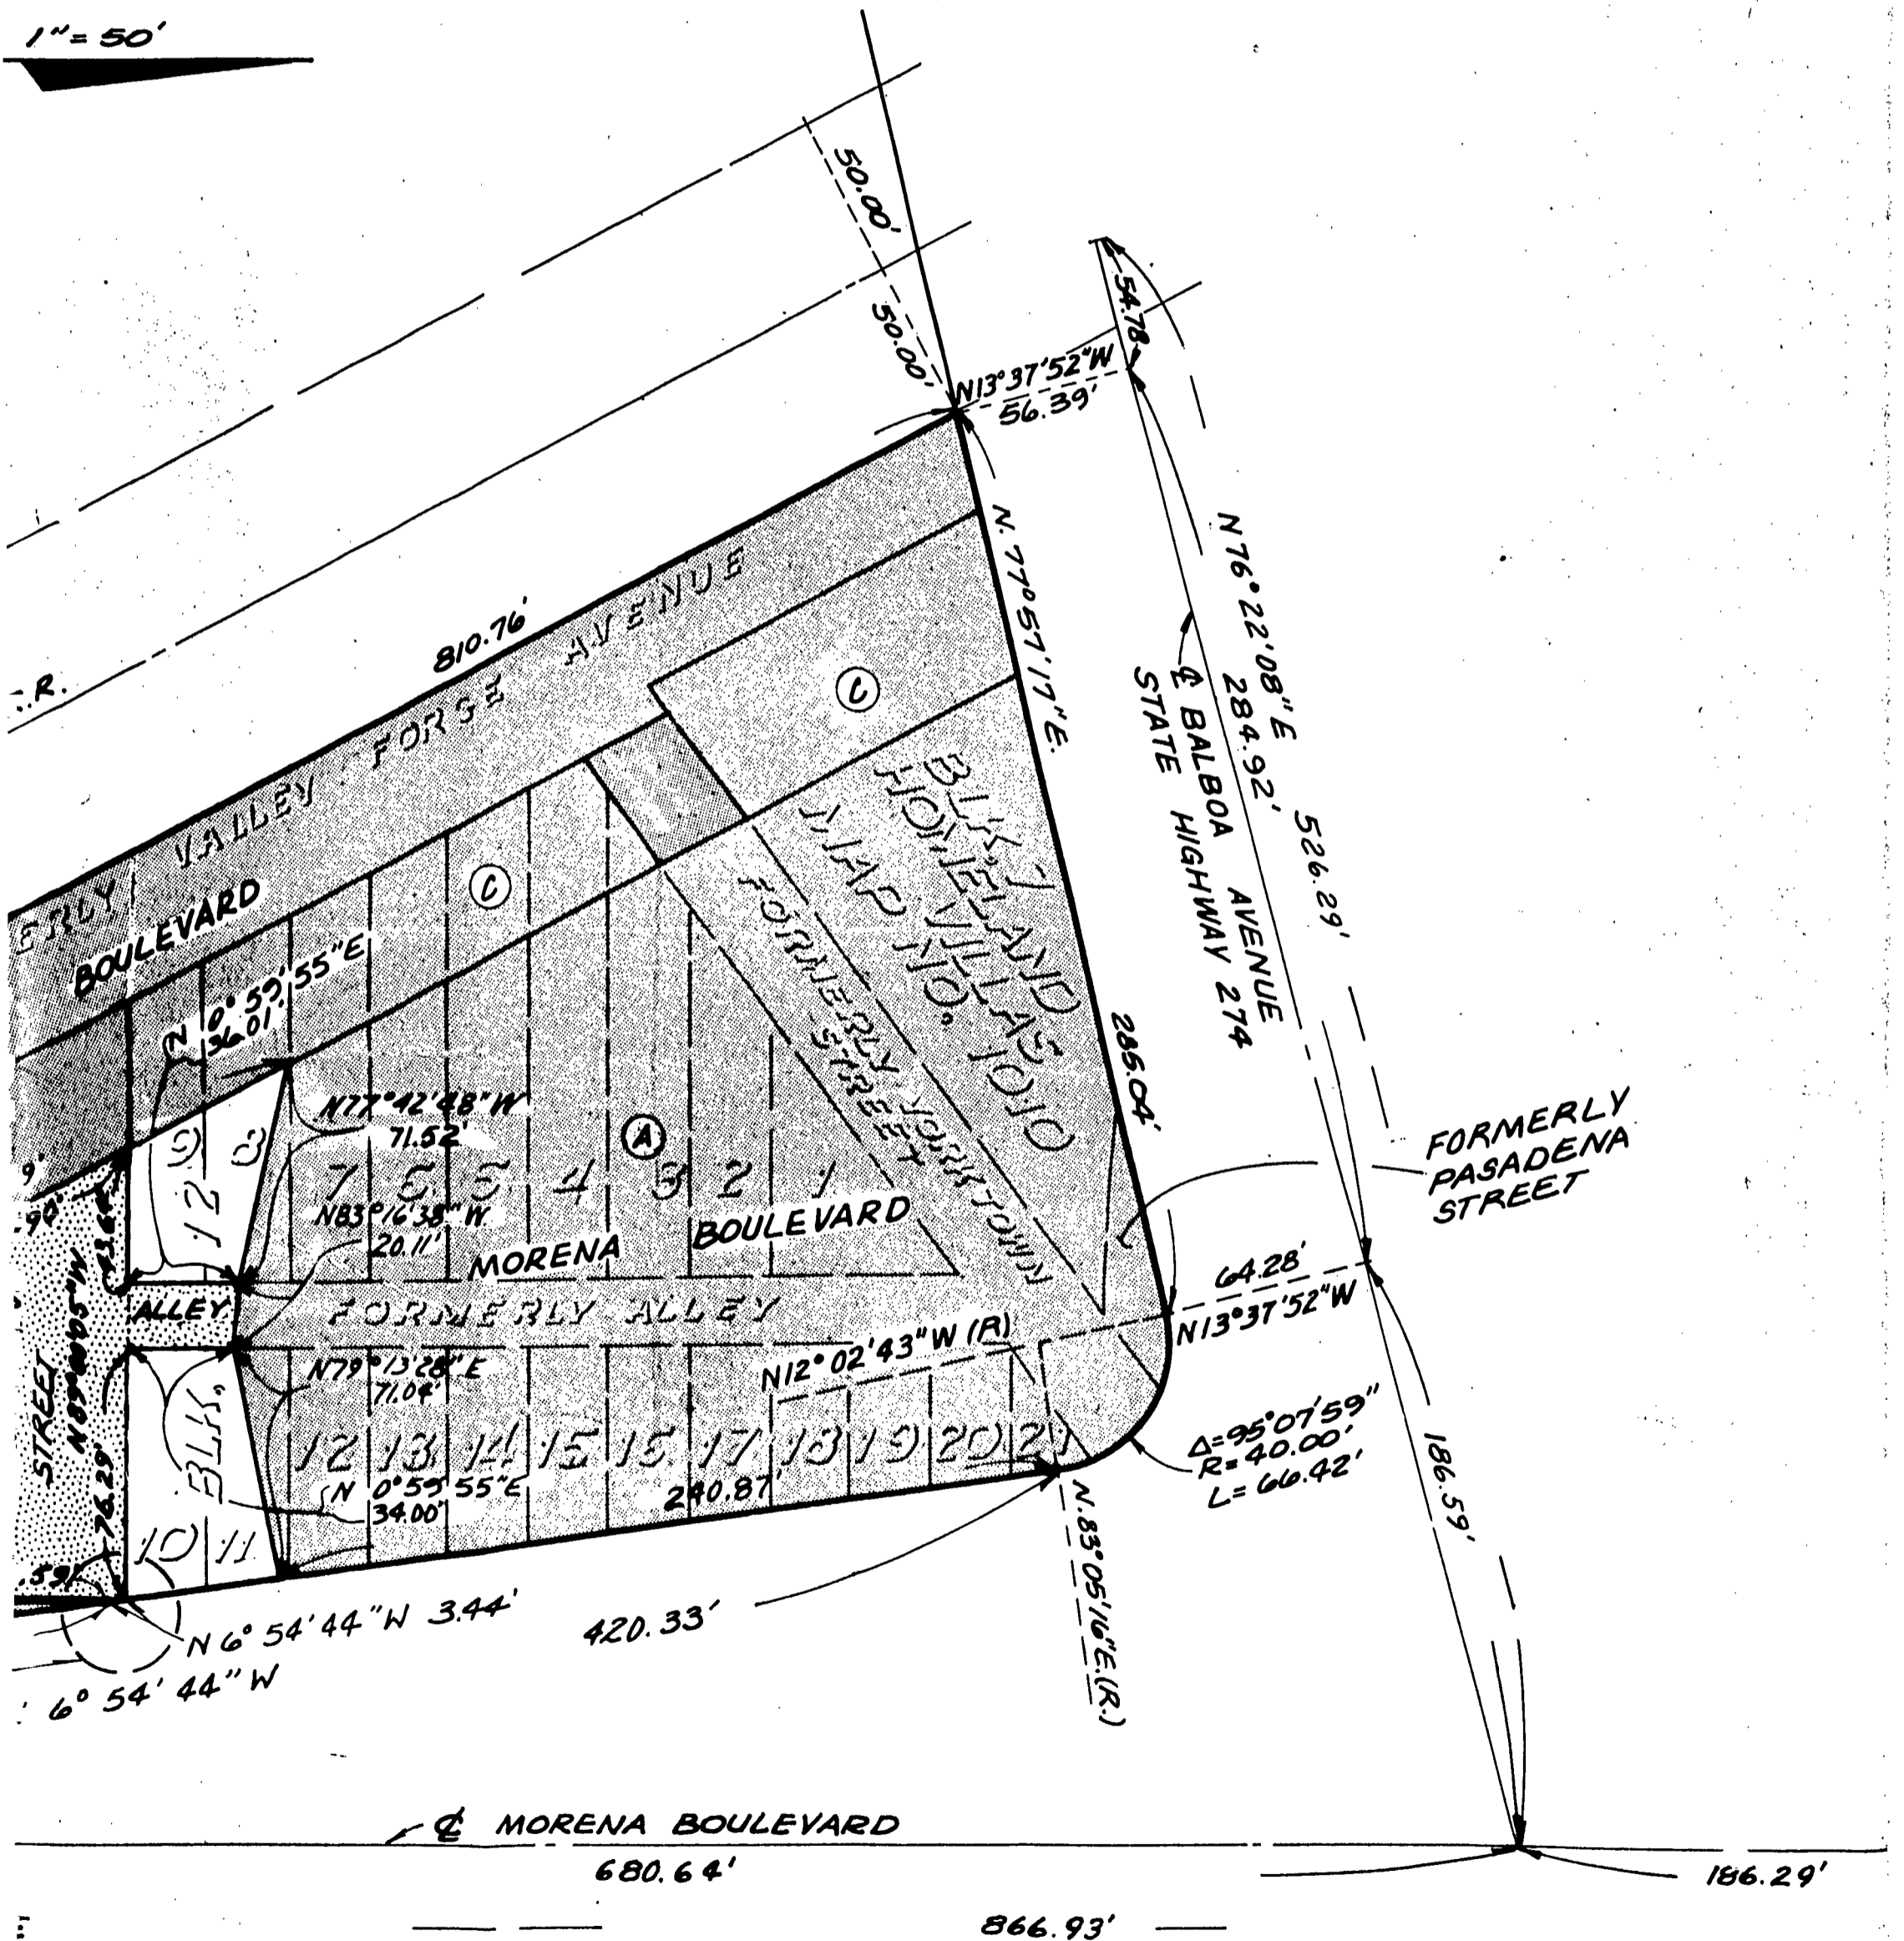 1"= 50'
50.00'
50.00'
54.78'
N13°37'52"W
56.39'
N.77°57'17"E.
285.04'
N76°22'08"E
284.92'
526.29'
℄ BALBOA AVENUE
STATE HIGHWAY 274
810.76'
VALLEY FORGE AVENUE
BOULEVARD
C
C
BLK. 1
HOMELAND
VILLAS
MAP NO. 1010
FORMERLY YORKTOWN
STREET
N 0°59'55"E
36.01'
N77°42'48"W
71.52'
A
9 8
7 6 5 4 3 2 1
12
N83°16'38"W
20.11'
MORENA BOULEVARD
ALLEY
FORMERLY ALLEY
FORMERLY
PASADENA
STREET
64.28'
N13°37'52"W
N12°02'43"W (R)
N79°13'28"E
71.04'
STREET
76.29'
BLK.
12 13 14 15 16 17 18 19 20 21
N 0°59'55"E
34.00'
240.87'
10 11
Δ=95°07'59"
R=40.00'
L=66.42'
186.59'
N.83°05'16"E.(R.)
N 6°54'44"W 3.44'
420.33'
6°54'44"W
℄ MORENA BOULEVARD
680.64'
186.29'
866.93'